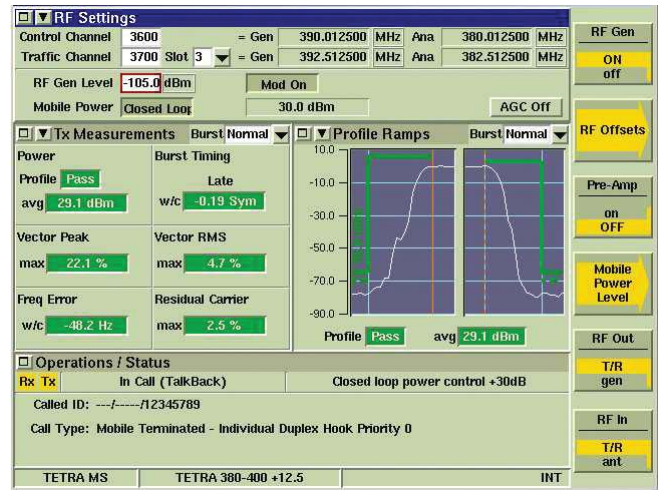 RF Settings
Control Channel 3600 = Gen 390.012500 MHz Ana 380.012500 MHz
Traffic Channel 3700 Slot 3 = Gen 392.512500 MHz Ana 382.512500 MHz
RF Gen Level -105.0 dBm Mod On
Mobile Power Closed Loop 30.0 dBm AGC Off
Tx Measurements Burst Normal
Power
Profile Pass
avg 29.1 dBm
Burst Timing
Late
w/c -0.19 Sym
Vector Peak
max 22.1 %
Vector RMS
max 4.7 %
Freq Error
w/c -48.2 Hz
Residual Carrier
max 2.5 %
Profile Ramps Burst Normal
10.0
-10.0
-30.0
-50.0
-70.0
-90.0
Profile Pass avg 29.1 dBm
Operations / Status
Rx Tx In Call (TalkBack) Closed loop power control +30dB
Called ID: ---/-----/12345789
Call Type: Mobile Terminated - Individual Duplex Hook Priority 0
TETRA MS TETRA 380-400 +12.5 INT
RF Gen
ON
off
RF Offsets
Pre-Amp
on
OFF
Mobile
Power
Level
RF Out
T/R
gen
RF In
T/R
ant